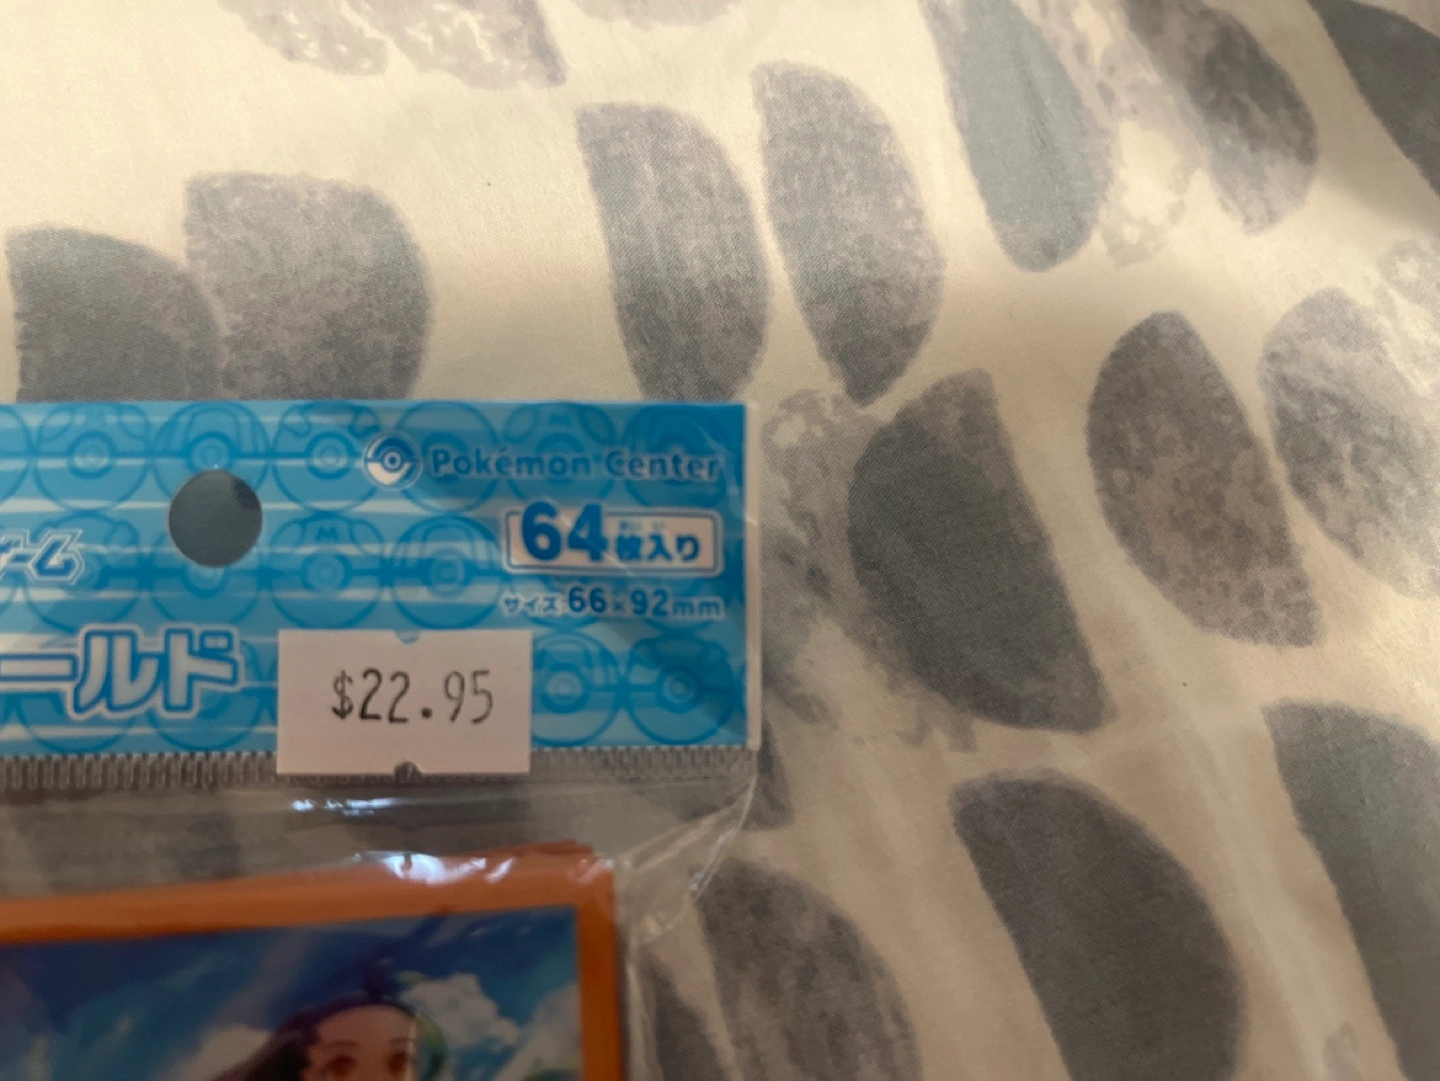 Pokémon Center
64枚入り
ーム
サイズ:66×92mm
ールド
$22.95